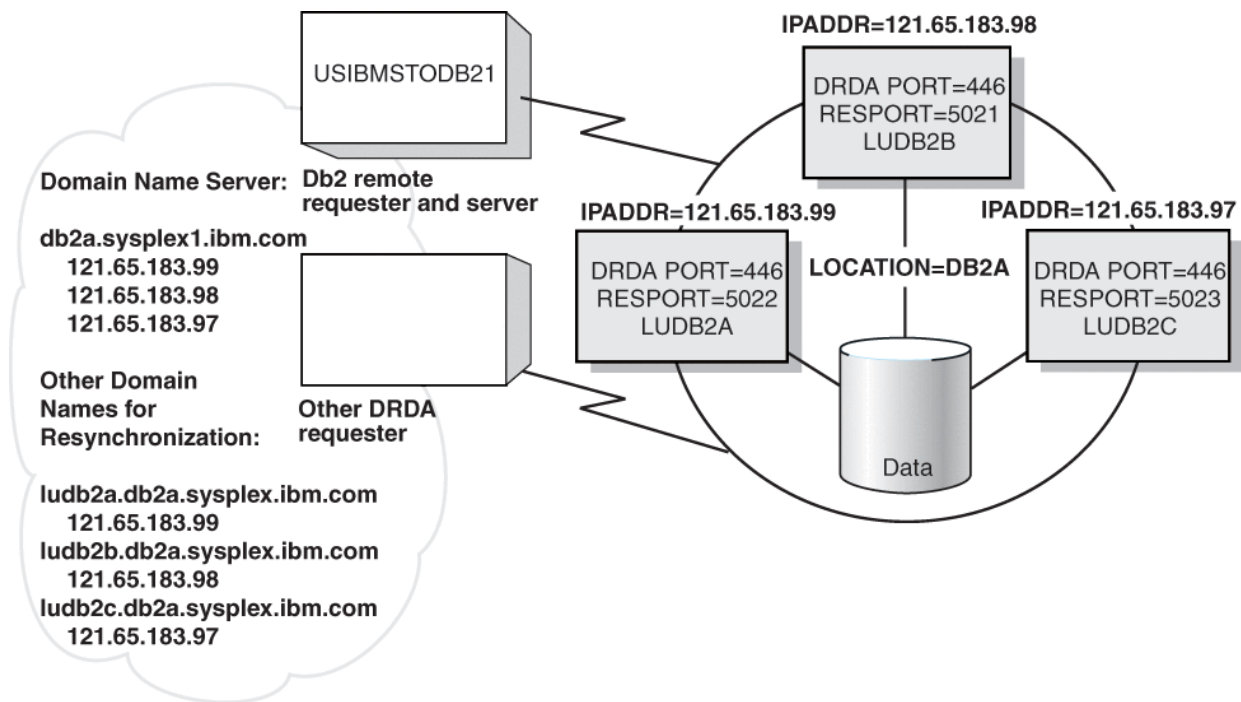 IPADDR=121.65.183.98
USIBMSTODB21
DRDA PORT=446
RESPORT=5021
LUDB2B
Domain Name Server:
Db2 remote
requester and server
db2a.sysplex1.ibm.com
121.65.183.99
121.65.183.98
121.65.183.97
IPADDR=121.65.183.99
DRDA PORT=446
RESPORT=5022
LUDB2A
LOCATION=DB2A
IPADDR=121.65.183.97
DRDA PORT=446
RESPORT=5023
LUDB2C
Other Domain
Names for
Resynchronization:
Other DRDA
requester
Data
ludb2a.db2a.sysplex.ibm.com
121.65.183.99
ludb2b.db2a.sysplex.ibm.com
121.65.183.98
ludb2c.db2a.sysplex.ibm.com
121.65.183.97